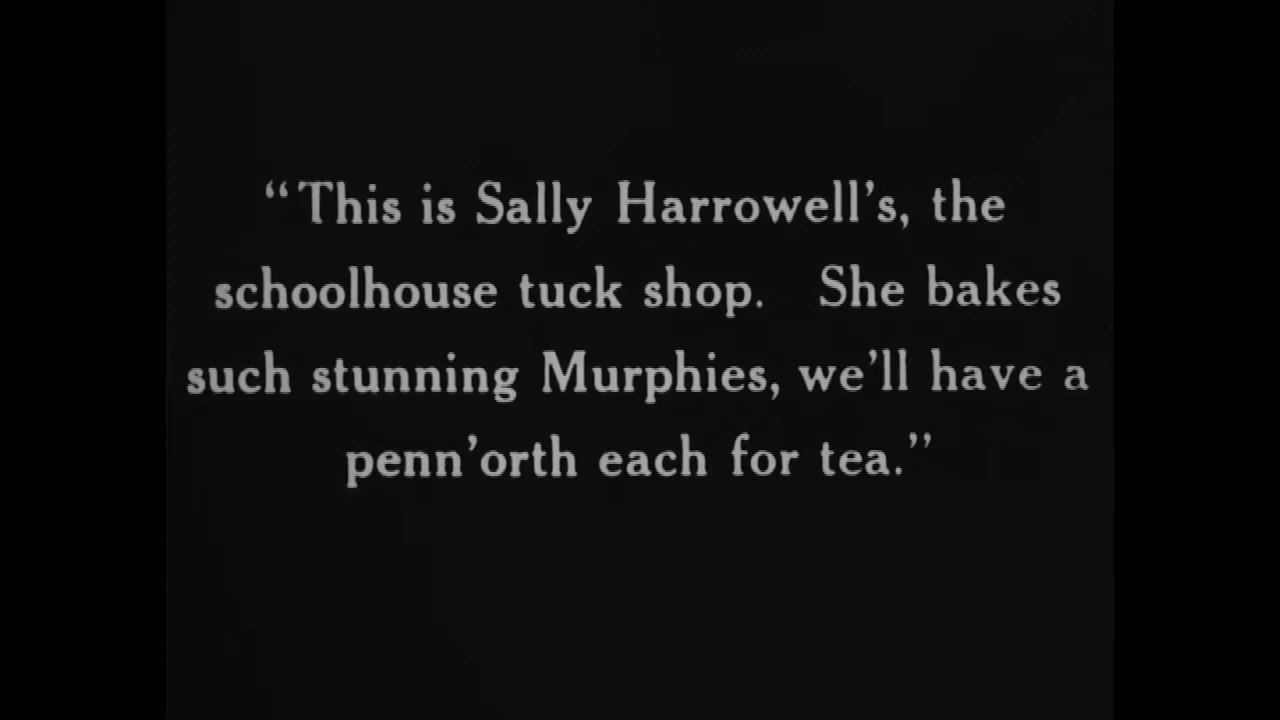 “This is Sally Harrowell’s, the
schoolhouse tuck shop. She bakes
such stunning Murphies, we’ll have a
penn’orth each for tea.”